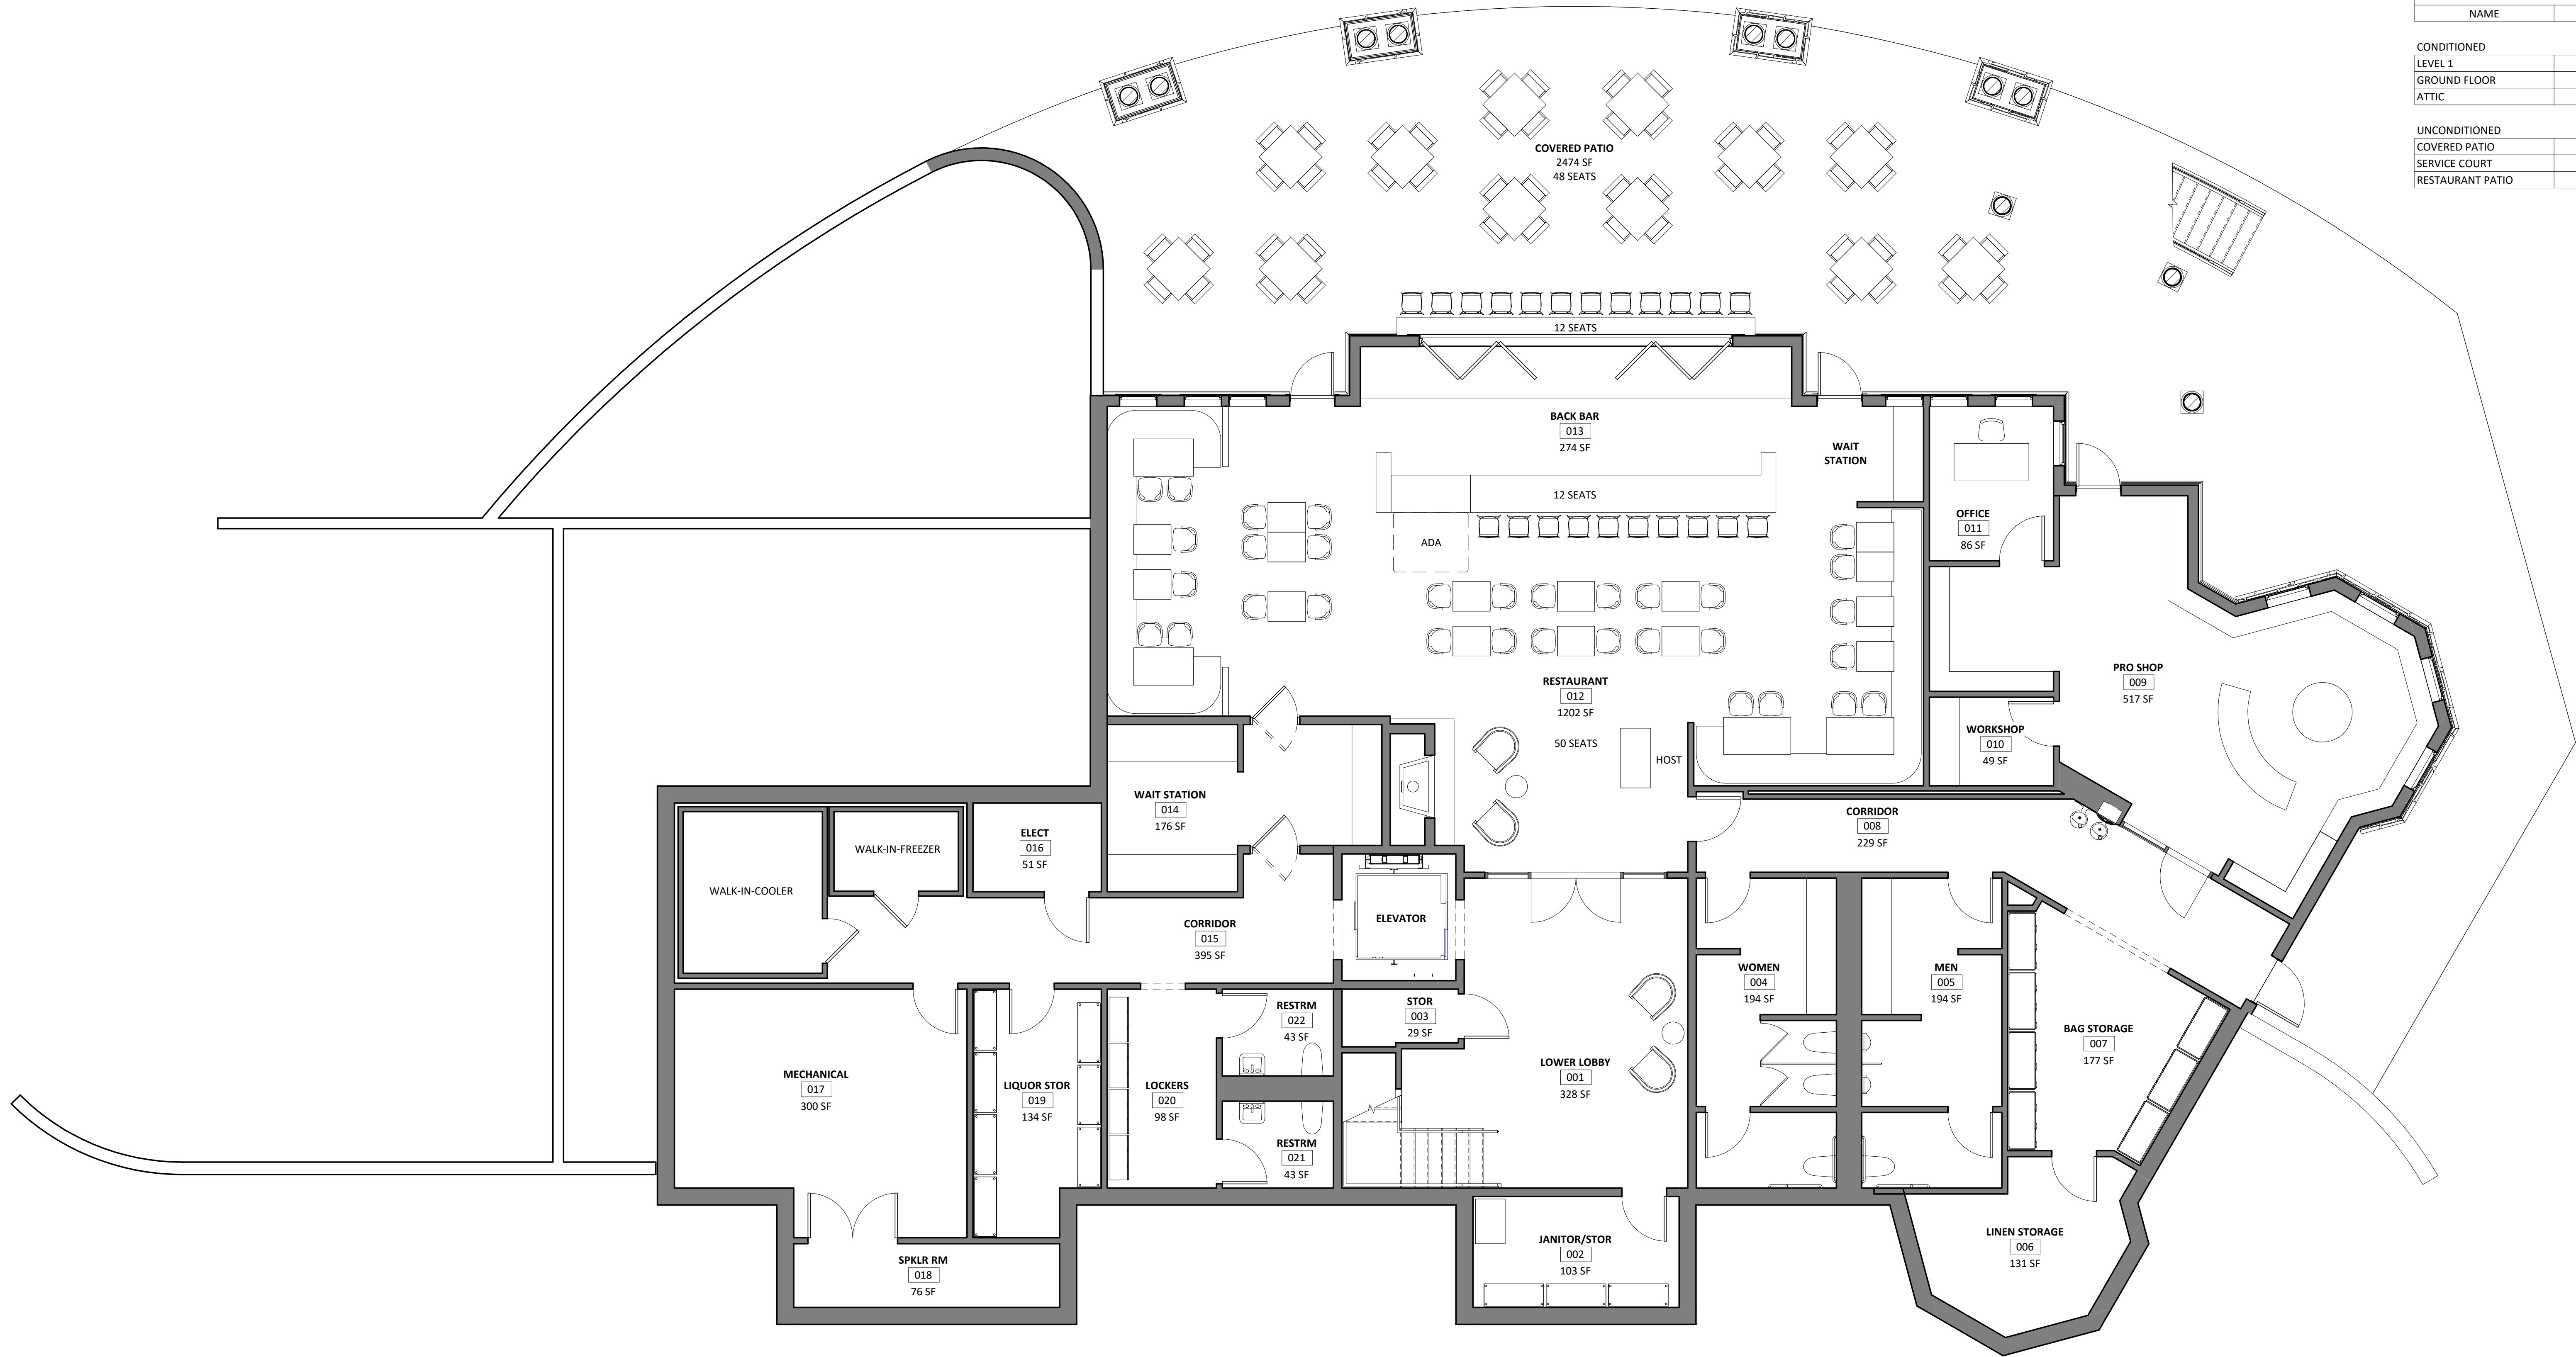 NAME
CONDITIONED
LEVEL 1
GROUND FLOOR
ATTIC
UNCONDITIONED
COVERED PATIO
SERVICE COURT
RESTAURANT PATIO
COVERED PATIO
2474 SF
48 SEATS
12 SEATS
BACK BAR
013
274 SF
WAIT
STATION
12 SEATS
ADA
OFFICE
011
86 SF
RESTAURANT
012
1202 SF
50 SEATS
HOST
PRO SHOP
009
517 SF
WORKSHOP
010
49 SF
WAIT STATION
014
176 SF
CORRIDOR
008
229 SF
ELECT
016
51 SF
WALK-IN-FREEZER
WALK-IN-COOLER
CORRIDOR
015
395 SF
ELEVATOR
WOMEN
004
194 SF
MEN
005
194 SF
STOR
003
29 SF
RESTRM
022
43 SF
BAG STORAGE
007
177 SF
LOWER LOBBY
001
328 SF
MECHANICAL
017
300 SF
LIQUOR STOR
019
134 SF
LOCKERS
020
98 SF
RESTRM
021
43 SF
JANITOR/STOR
002
103 SF
LINEN STORAGE
006
131 SF
SPKLR RM
018
76 SF